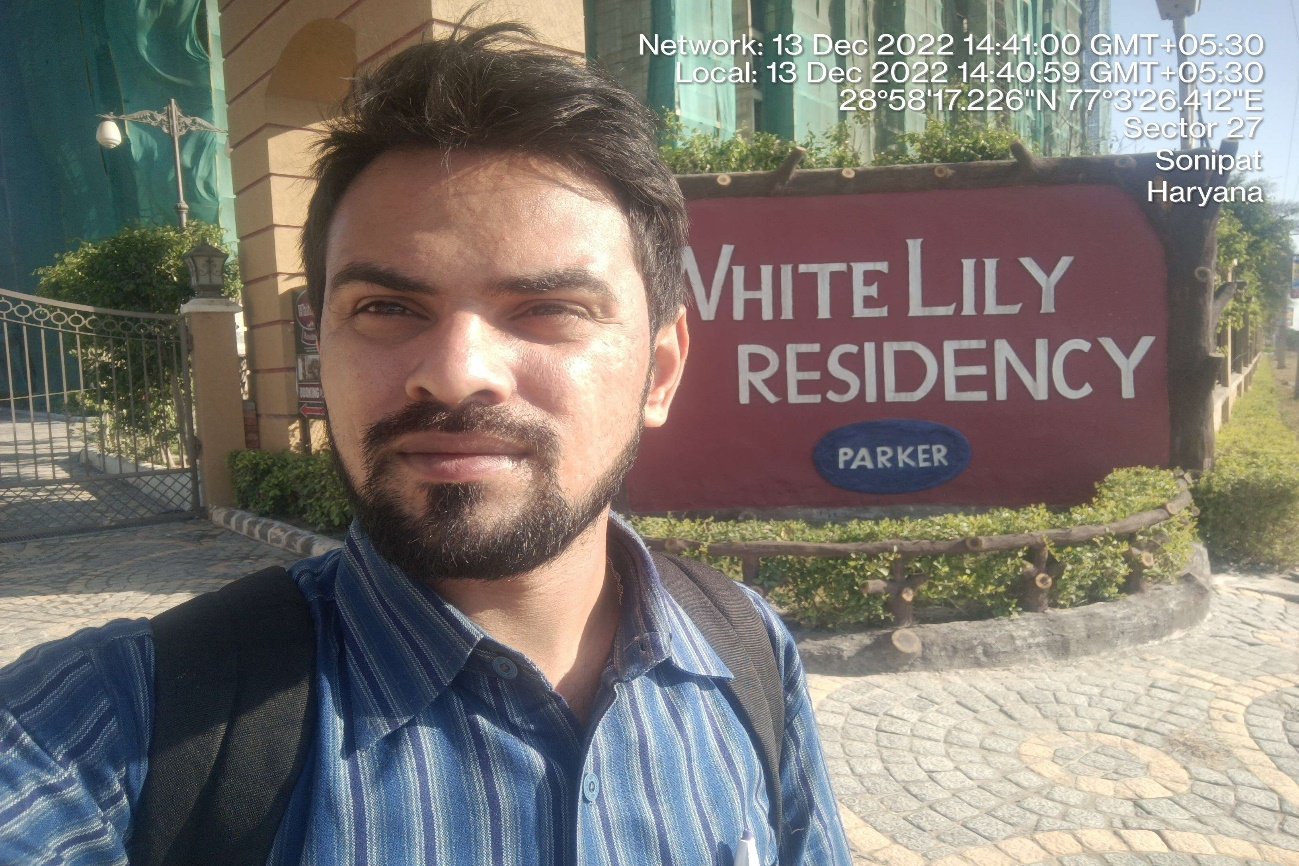 Network: 13 Dec 2022 14:41:00 GMT+05:30
Local: 13 Dec 2022 14:40:59 GMT+05:30
28°58'17.226"N 77°3'26.412"E
Sector 27
Sonipat
Haryana
WHITE LILY
RESIDENCY
PARKER